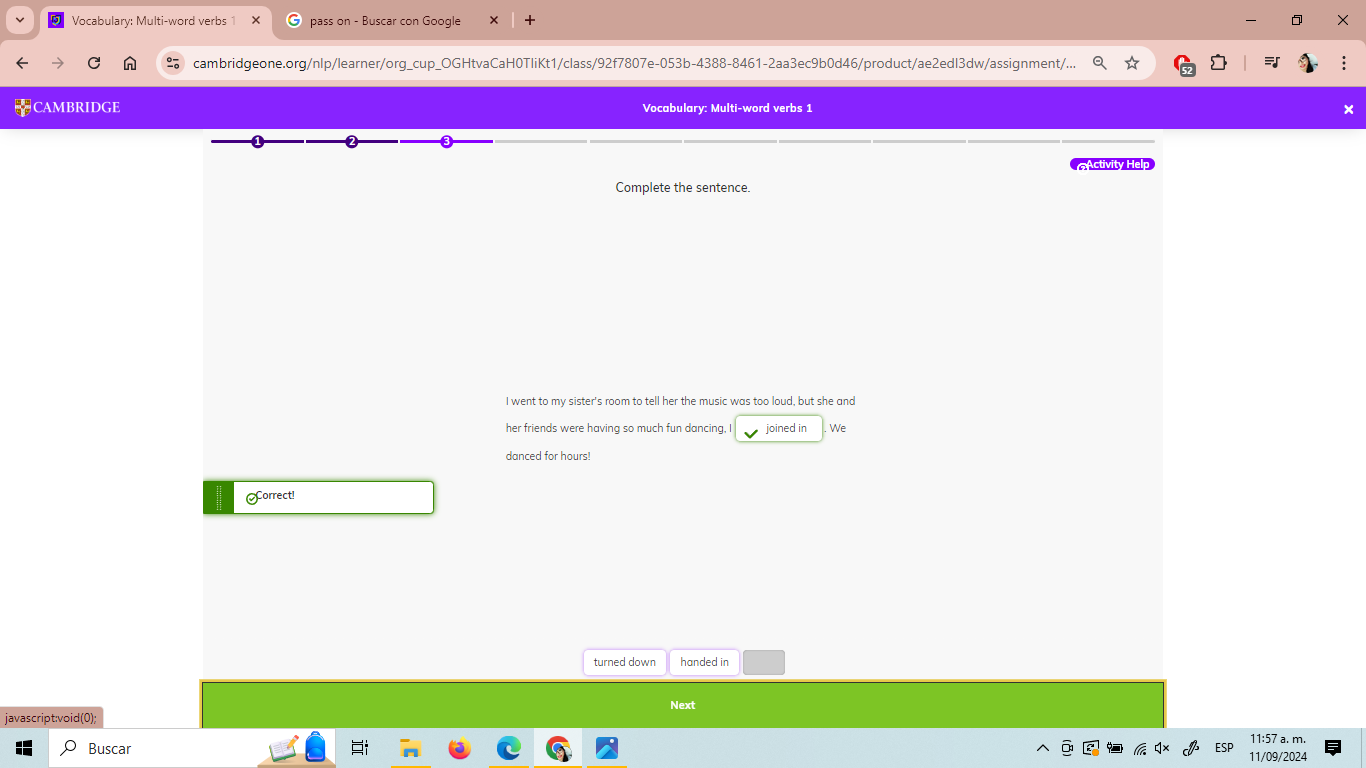 Vocabulary: Multi-word verbs 1
pass on - Buscar con Google
cambridgeone.org/nlp/learner/org_cup_OGHtvaCaH0TIiKt1/class/92f7807e-053b-4388-8461-2aa3ec9b0d46/product/ae2edl3dw/assignment/...
52
CAMBRIDGE
Vocabulary: Multi-word verbs 1
1
2
3
Activity Help
Complete the sentence.
I went to my sister's room to tell her the music was too loud, but she and
her friends were having so much fun dancing, I joined in . We
danced for hours!
Correct!
turned down
handed in
Next
javascript:void(0);
Buscar
ESP
11:57 a. m.
11/09/2024